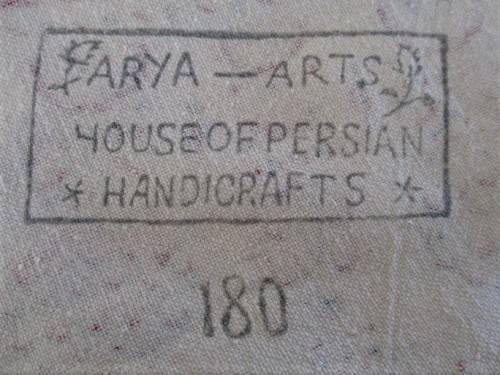 ARYA — ARTS
HOUSE OF PERSIAN
* HANDICRAFTS *
180